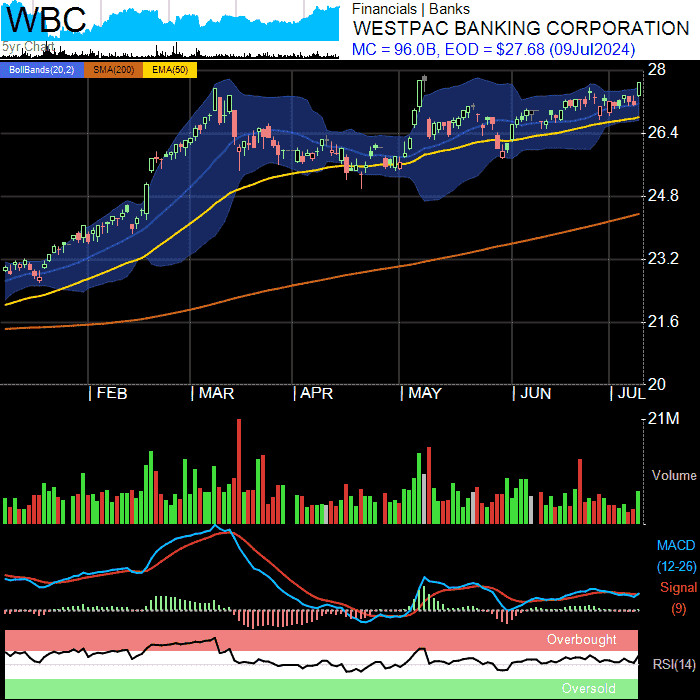 WBC
5yr Chart
Financials | Banks
WESTPAC BANKING CORPORATION
MC = 96.0B, EOD = $27.68 (09Jul2024)
BollBands(20,2) SMA(200) EMA(50)
28
26.4
24.8
23.2
21.6
20
| FEB | MAR | APR | MAY | JUN | JUL
21M
Volume
MACD
(12-26)
Signal
(9)
Overbought
RSI(14)
Oversold